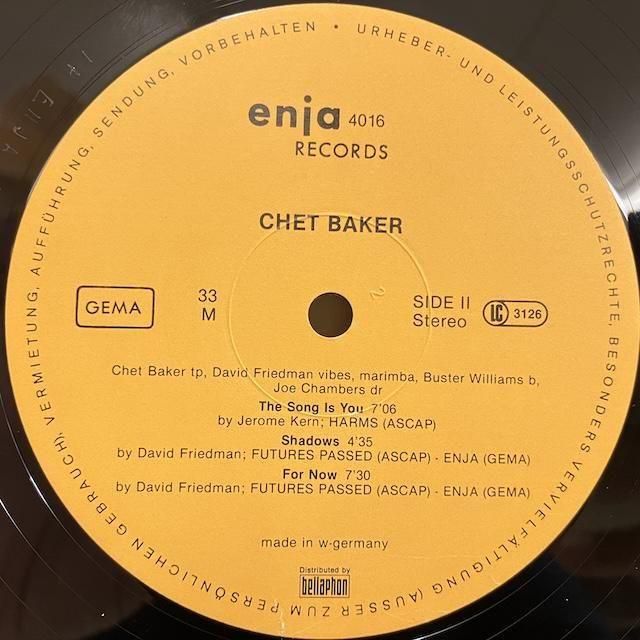 URHEBER- UND LEISTUNGSSCHUTZRECHTE, BESONDERS VERVIELFÄLTIGUNG (AUSSER ZUM PERSÖNLICHEN GEBRAUCH), VERMIETUNG, AUFFÜHRUNG, SENDUNG, VORBEHALTEN •
enja 4016
RECORDS
CHET BAKER
GEMA
33
M
2
SIDE II
Stereo
LC 3126
Chet Baker tp, David Friedman vibes, marimba, Buster Williams b,
Joe Chambers dr
The Song Is You 7'06
by Jerome Kern; HARMS (ASCAP)
Shadows 4'35
by David Friedman; FUTURES PASSED (ASCAP) - ENJA (GEMA)
For Now 7'30
by David Friedman; FUTURES PASSED (ASCAP) - ENJA (GEMA)
made in w-germany
Distributed by
bellaphon